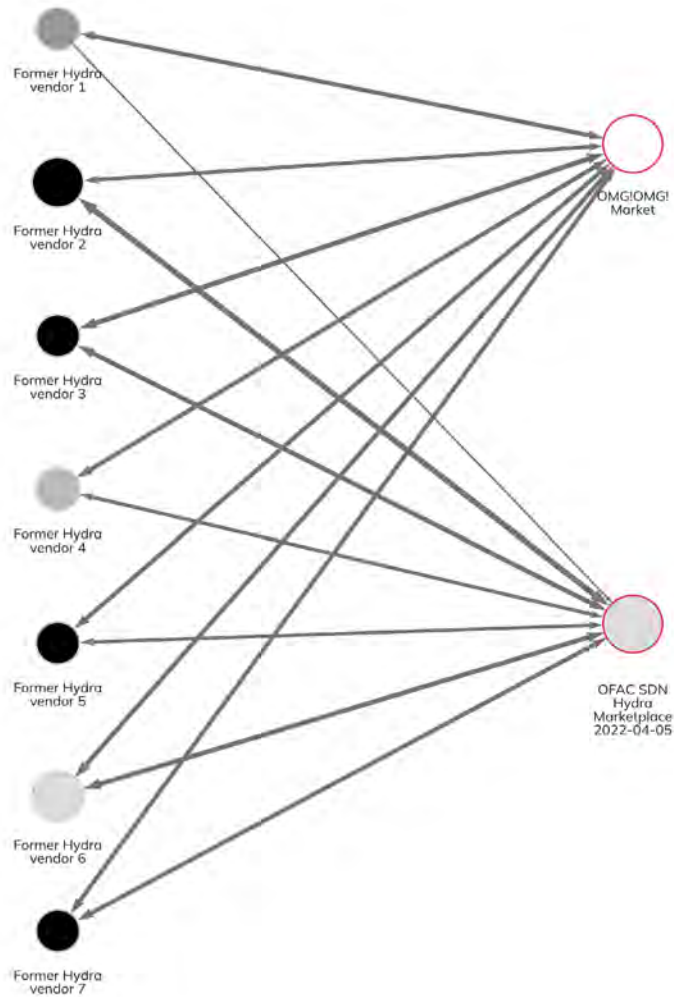 Former Hydra
vendor 1
OMG!OMG!
Market
Former Hydra
vendor 2
Former Hydra
vendor 3
Former Hydra
vendor 4
Former Hydra
vendor 5
OFAC SDN
Hydra
Marketplace
2022-04-05
Former Hydra
vendor 6
Former Hydra
vendor 7